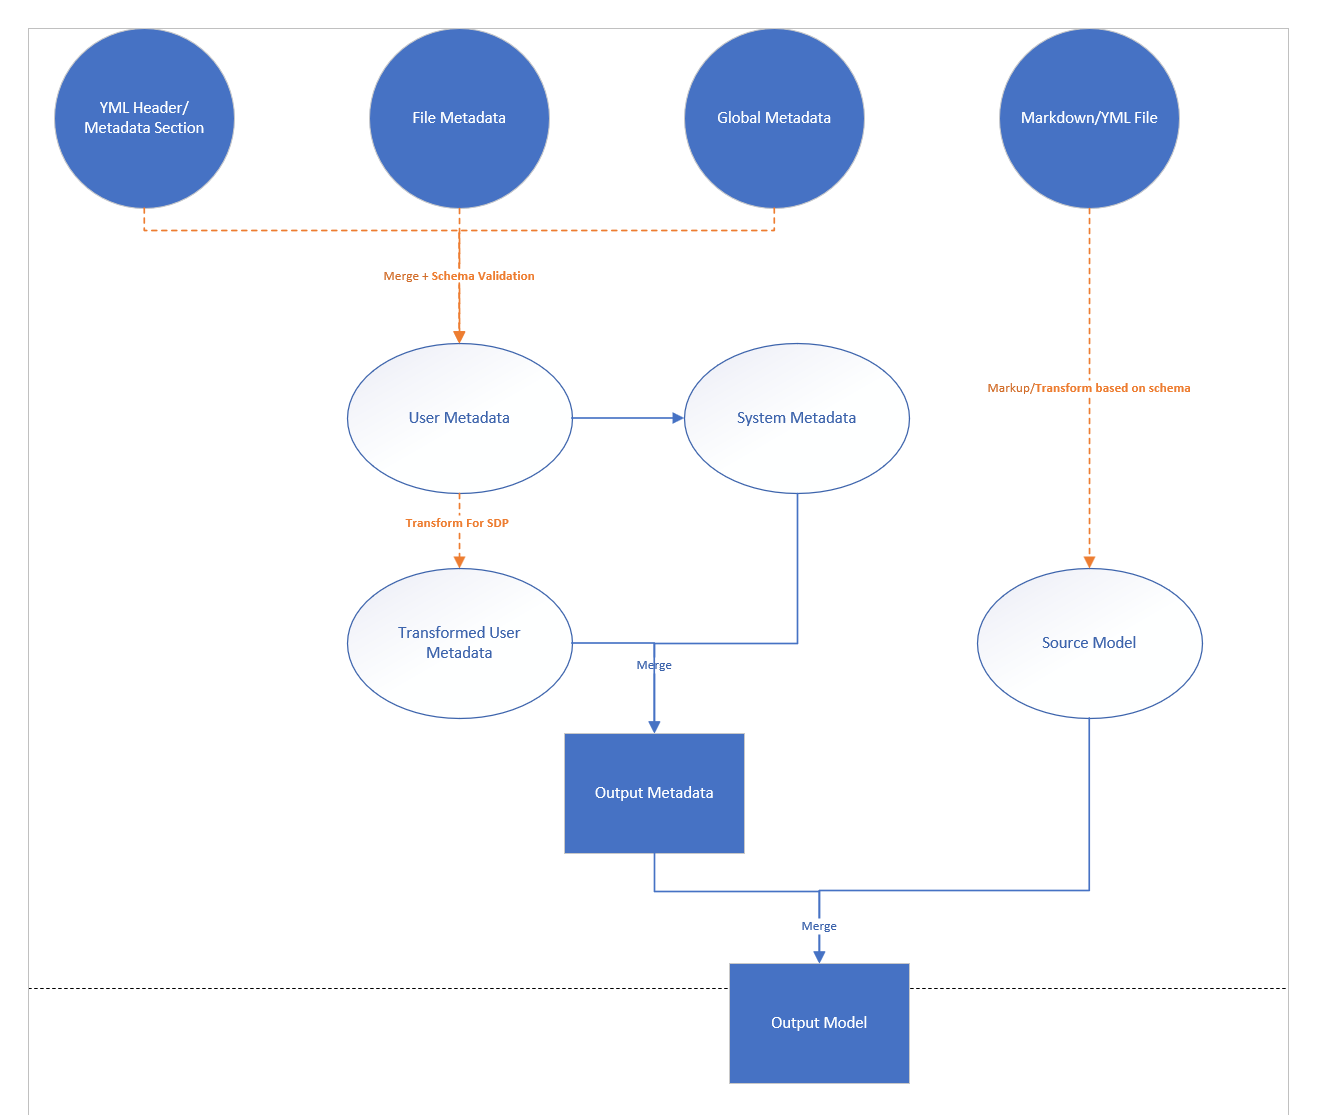 YML Header/
Metadata Section
File Metadata
Global Metadata
Markdown/YML File
Merge + Schema Validation
Markup/Transform based on schema
User Metadata
System Metadata
Transform For SDP
Transformed User
Metadata
Source Model
Merge
Output Metadata
Merge
Output Model